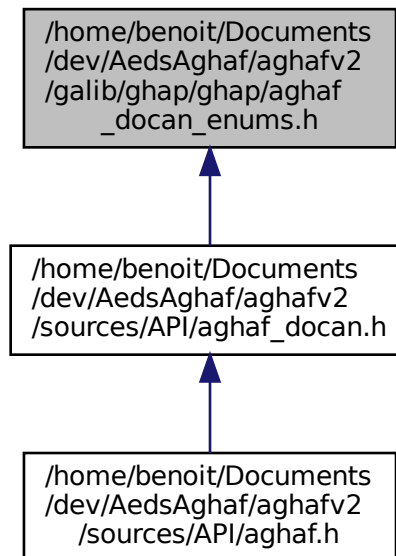 /home/benoit/Documents
/dev/AedsAghaf/aghafv2
/galib/ghap/ghap/aghaf
_docan_enums.h
/home/benoit/Documents
/dev/AedsAghaf/aghafv2
/sources/API/aghaf_docan.h
/home/benoit/Documents
/dev/AedsAghaf/aghafv2
/sources/API/aghaf.h